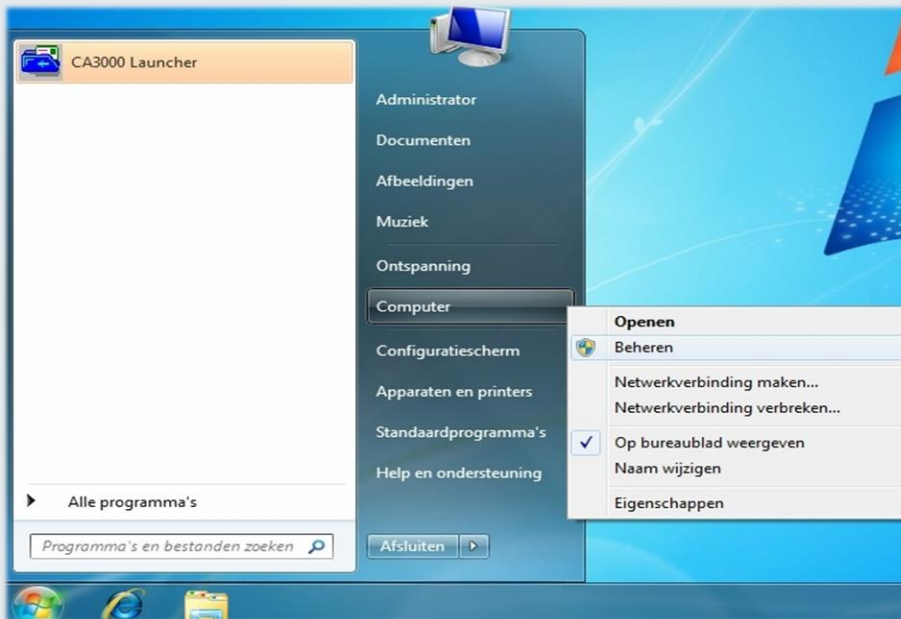 CA3000 Launcher
Alle programma's
Programma's en bestanden zoeken
Administrator
Documenten
Afbeeldingen
Muziek
Ontspanning
Computer
Configuratiescherm
Apparaten en printers
Standaardprogramma's
Help en ondersteuning
Afsluiten
Openen
Beheren
Netwerkverbinding maken...
Netwerkverbinding verbreken...
Op bureaublad weergeven
Naam wijzigen
Eigenschappen